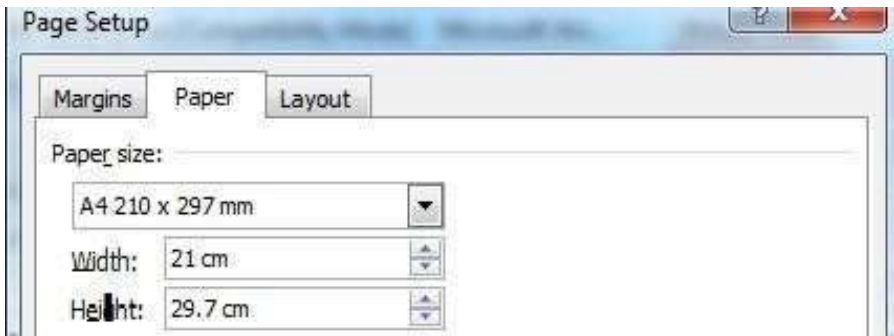 Page Setup
Margins Paper Layout
Paper size:
A4 210 x 297 mm
Width: 21 cm
Height: 29.7 cm